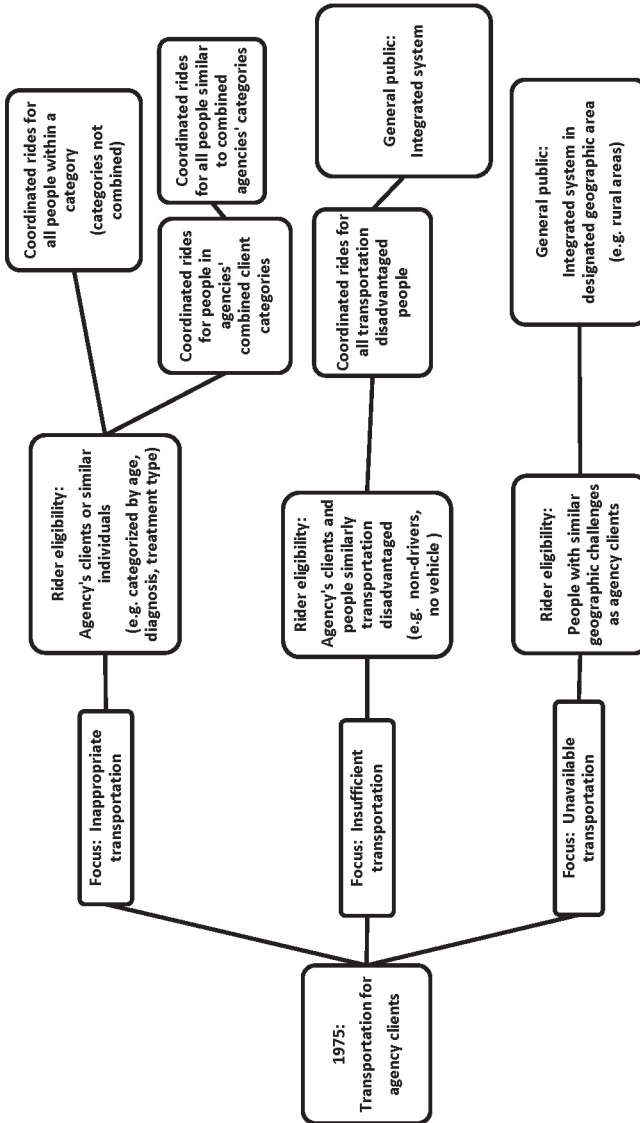 1975:
Transportation for
agency clients
Focus: Inappropriate
transportation
Rider eligibility:
Agency's clients or similar
individuals
(e.g. categorized by age,
diagnosis, treatment type)
Coordinated rides for
all people within a
category
(categories not
combined)
Coordinated rides
for people in
agencies'
combined client
categories
Coordinated rides
for all people similar
to combined
agencies' categories
Focus: Insufficient
transportation
Rider eligibility:
Agency's clients and
people similarly
transportation
disadvantaged
(e.g. non-drivers,
no vehicle )
Coordinated rides for
all transportation
disadvantaged
people
General public:
Integrated system
Focus: Unavailable
transportation
Rider eligibility:
People with similar
geographic challenges
as agency clients
General public:
Integrated system in
designated geographic area
(e.g. rural areas)